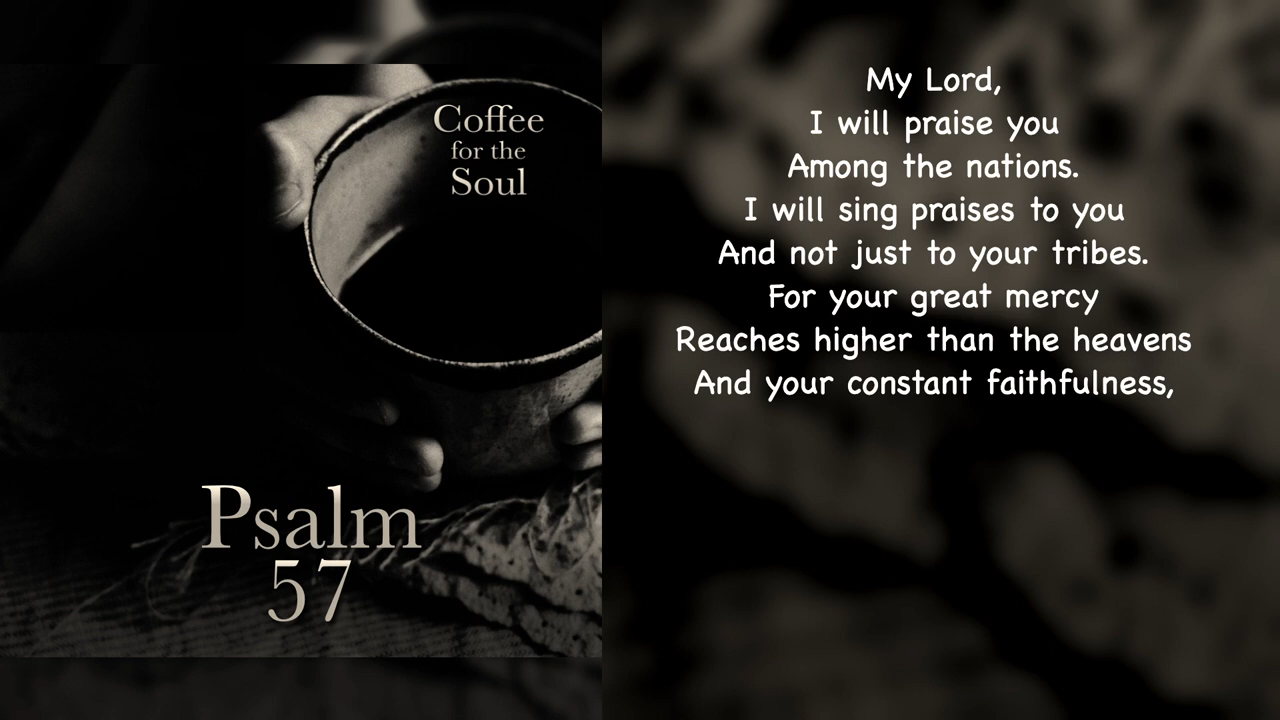 Coffee
for the
Soul
Psalm
57
My Lord,
I will praise you
Among the nations.
I will sing praises to you
And not just to your tribes.
For your great mercy
Reaches higher than the heavens
And your constant faithfulness,